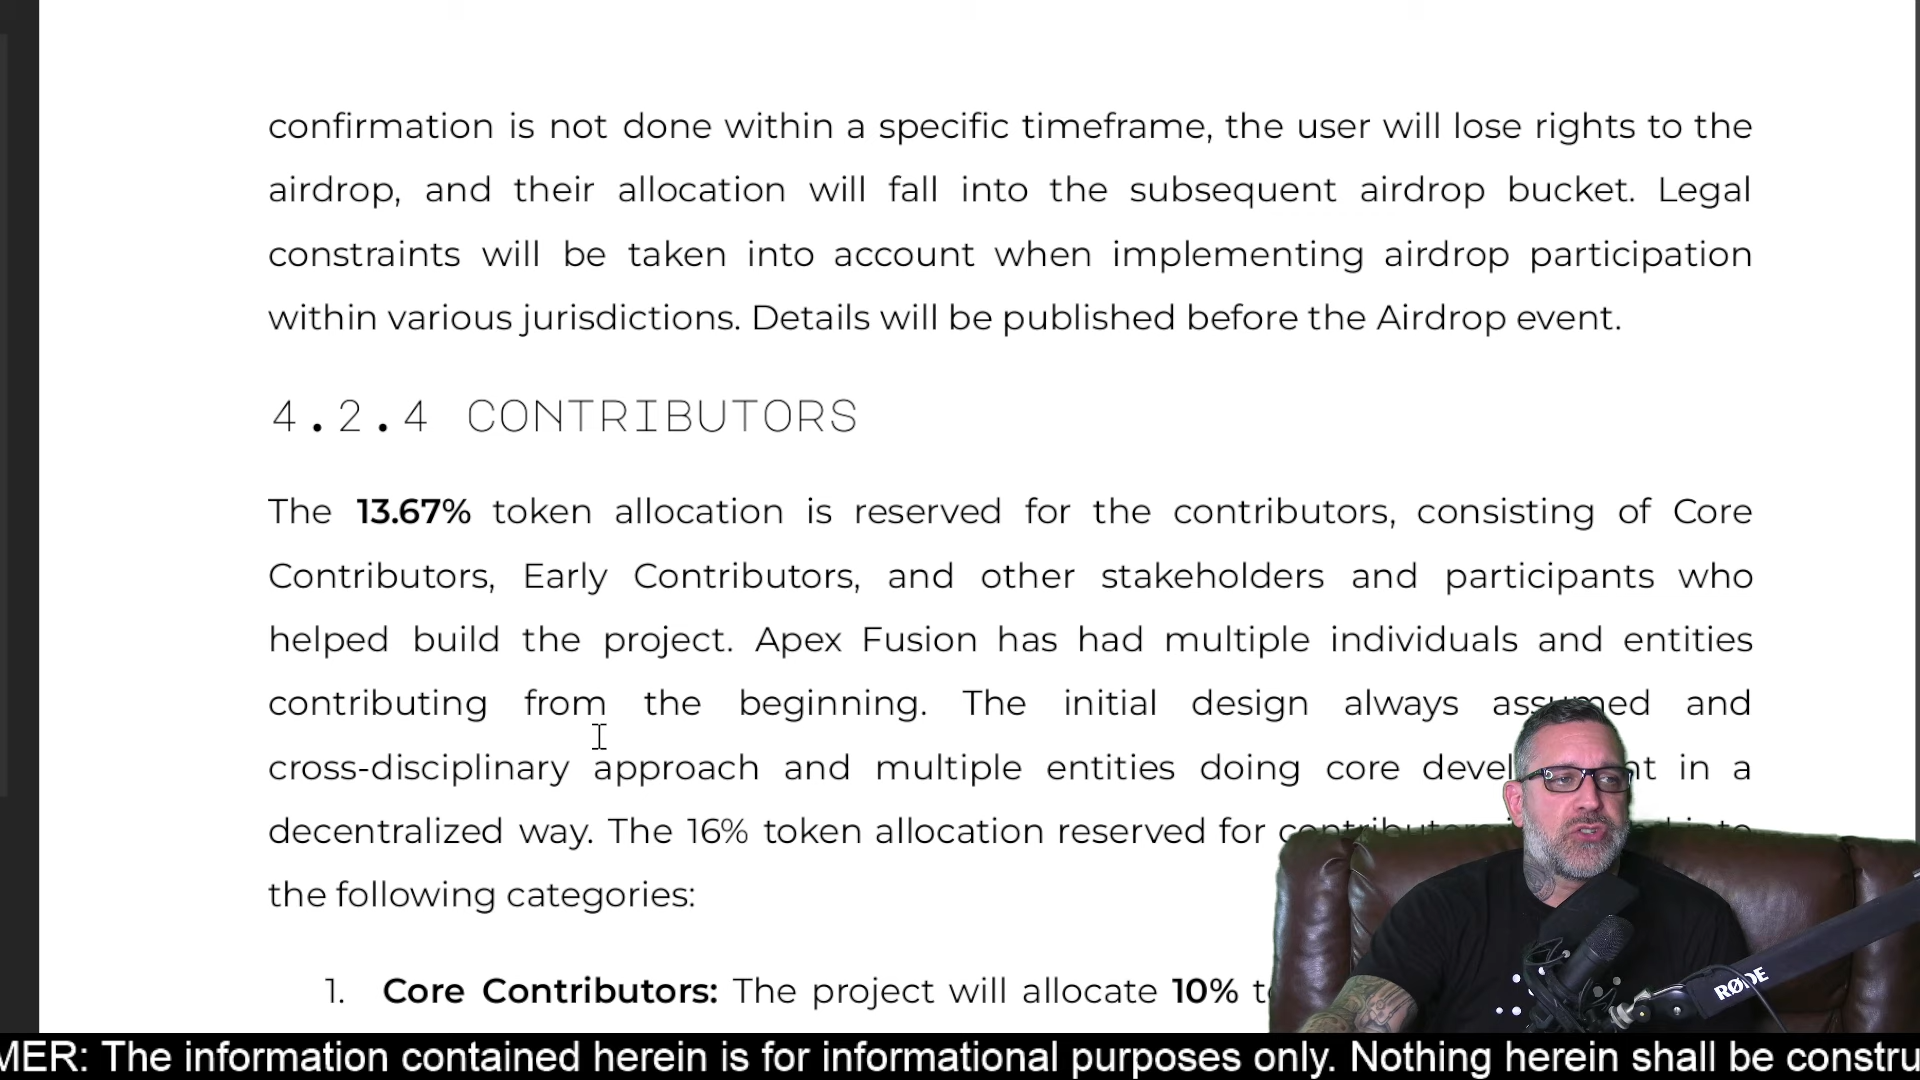 confirmation is not done within a specific timeframe, the user will lose rights to the
airdrop, and their allocation will fall into the subsequent airdrop bucket. Legal
constraints will be taken into account when implementing airdrop participation
within various jurisdictions. Details will be published before the Airdrop event.
4.2.4 CONTRIBUTORS
The 13.67% token allocation is reserved for the contributors, consisting of Core
Contributors, Early Contributors, and other stakeholders and participants who
helped build the project. Apex Fusion has had multiple individuals and entities
contributing from the beginning. The initial design always assumed and
cross-disciplinary approach and multiple entities doing core development in a
decentralized way. The 16% token allocation reserved for
the following categories:
1. Core Contributors: The project will allocate 10%
RØDE
MER: The information contained herein is for informational purposes only. Nothing herein shall be constru